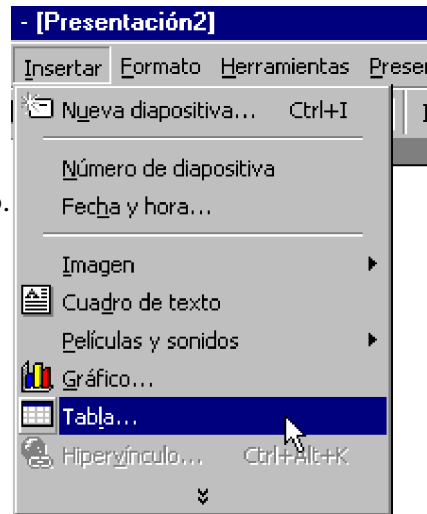 - [Presentación2]
Insertar Formato Herramientas Prese
Nueva diapositiva... Ctrl+I
Número de diapositiva
Fecha y hora...
Imagen
Cuadro de texto
Películas y sonidos
Gráfico...
Tabla...
Hipervínculo... Ctrl+Alt+K